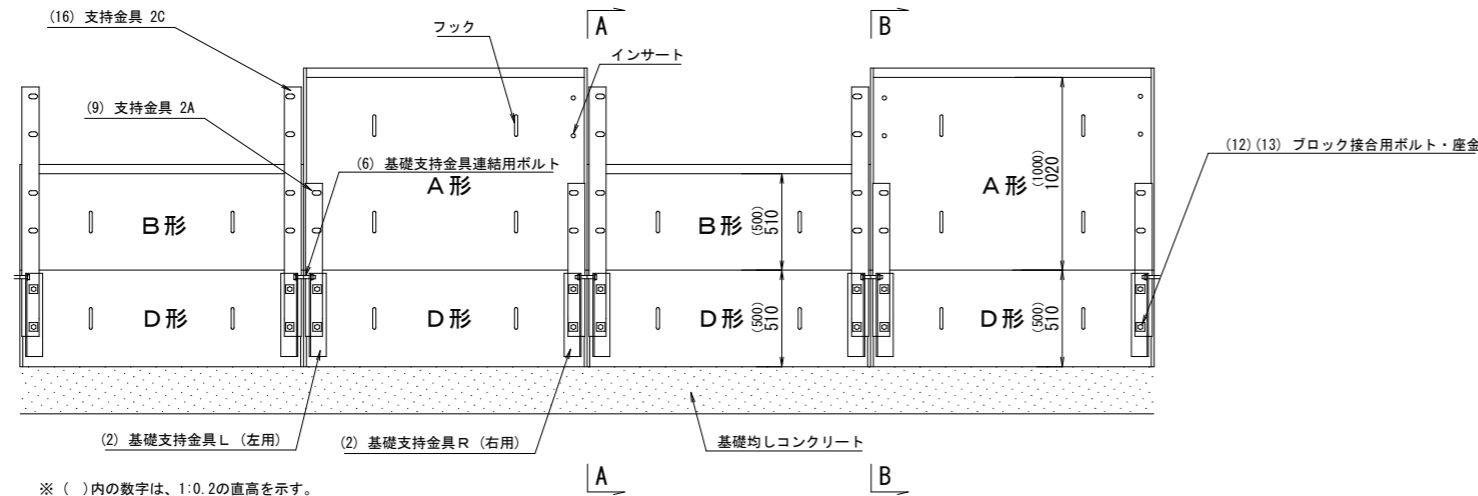 (16) 支持金具 2C
フック
A
B
インサート
(9) 支持金具 2A
(6) 基礎支持金具連結用ボルト
(12)(13) ブロック接合用ボルト・座金
A形
A形
(1000)
1020
B形
B形
(500)
510
D形
D形
D形
(500)
510
D形
(500)
510
(2) 基礎支持金具L (左用)
(2) 基礎支持金具R (右用)
基礎均しコンクリート
A
B
※ ( )内の数字は、1:0.2の直高を示す。